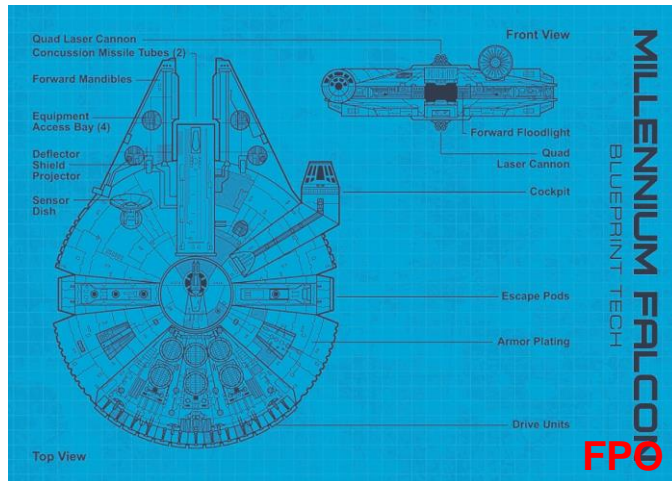 Quad Laser Cannon
Concussion Missile Tubes (2)
Forward Mandibles
Equipment
Access Bay (4)
Deflector
Shield
Projector
Sensor
Dish
Top View
Front View
Forward Floodlight
Quad
Laser Cannon
Cockpit
Escape Pods
Armor Plating
Drive Units
MILLENNIUM FALCON
BLUEPRINT TECH
FPO